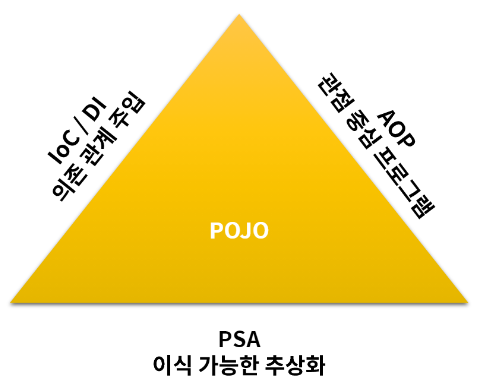 IoC / DI
의존 관계 주입
AOP
관점 중심 프로그램
POJO
PSA
이식 가능한 추상화